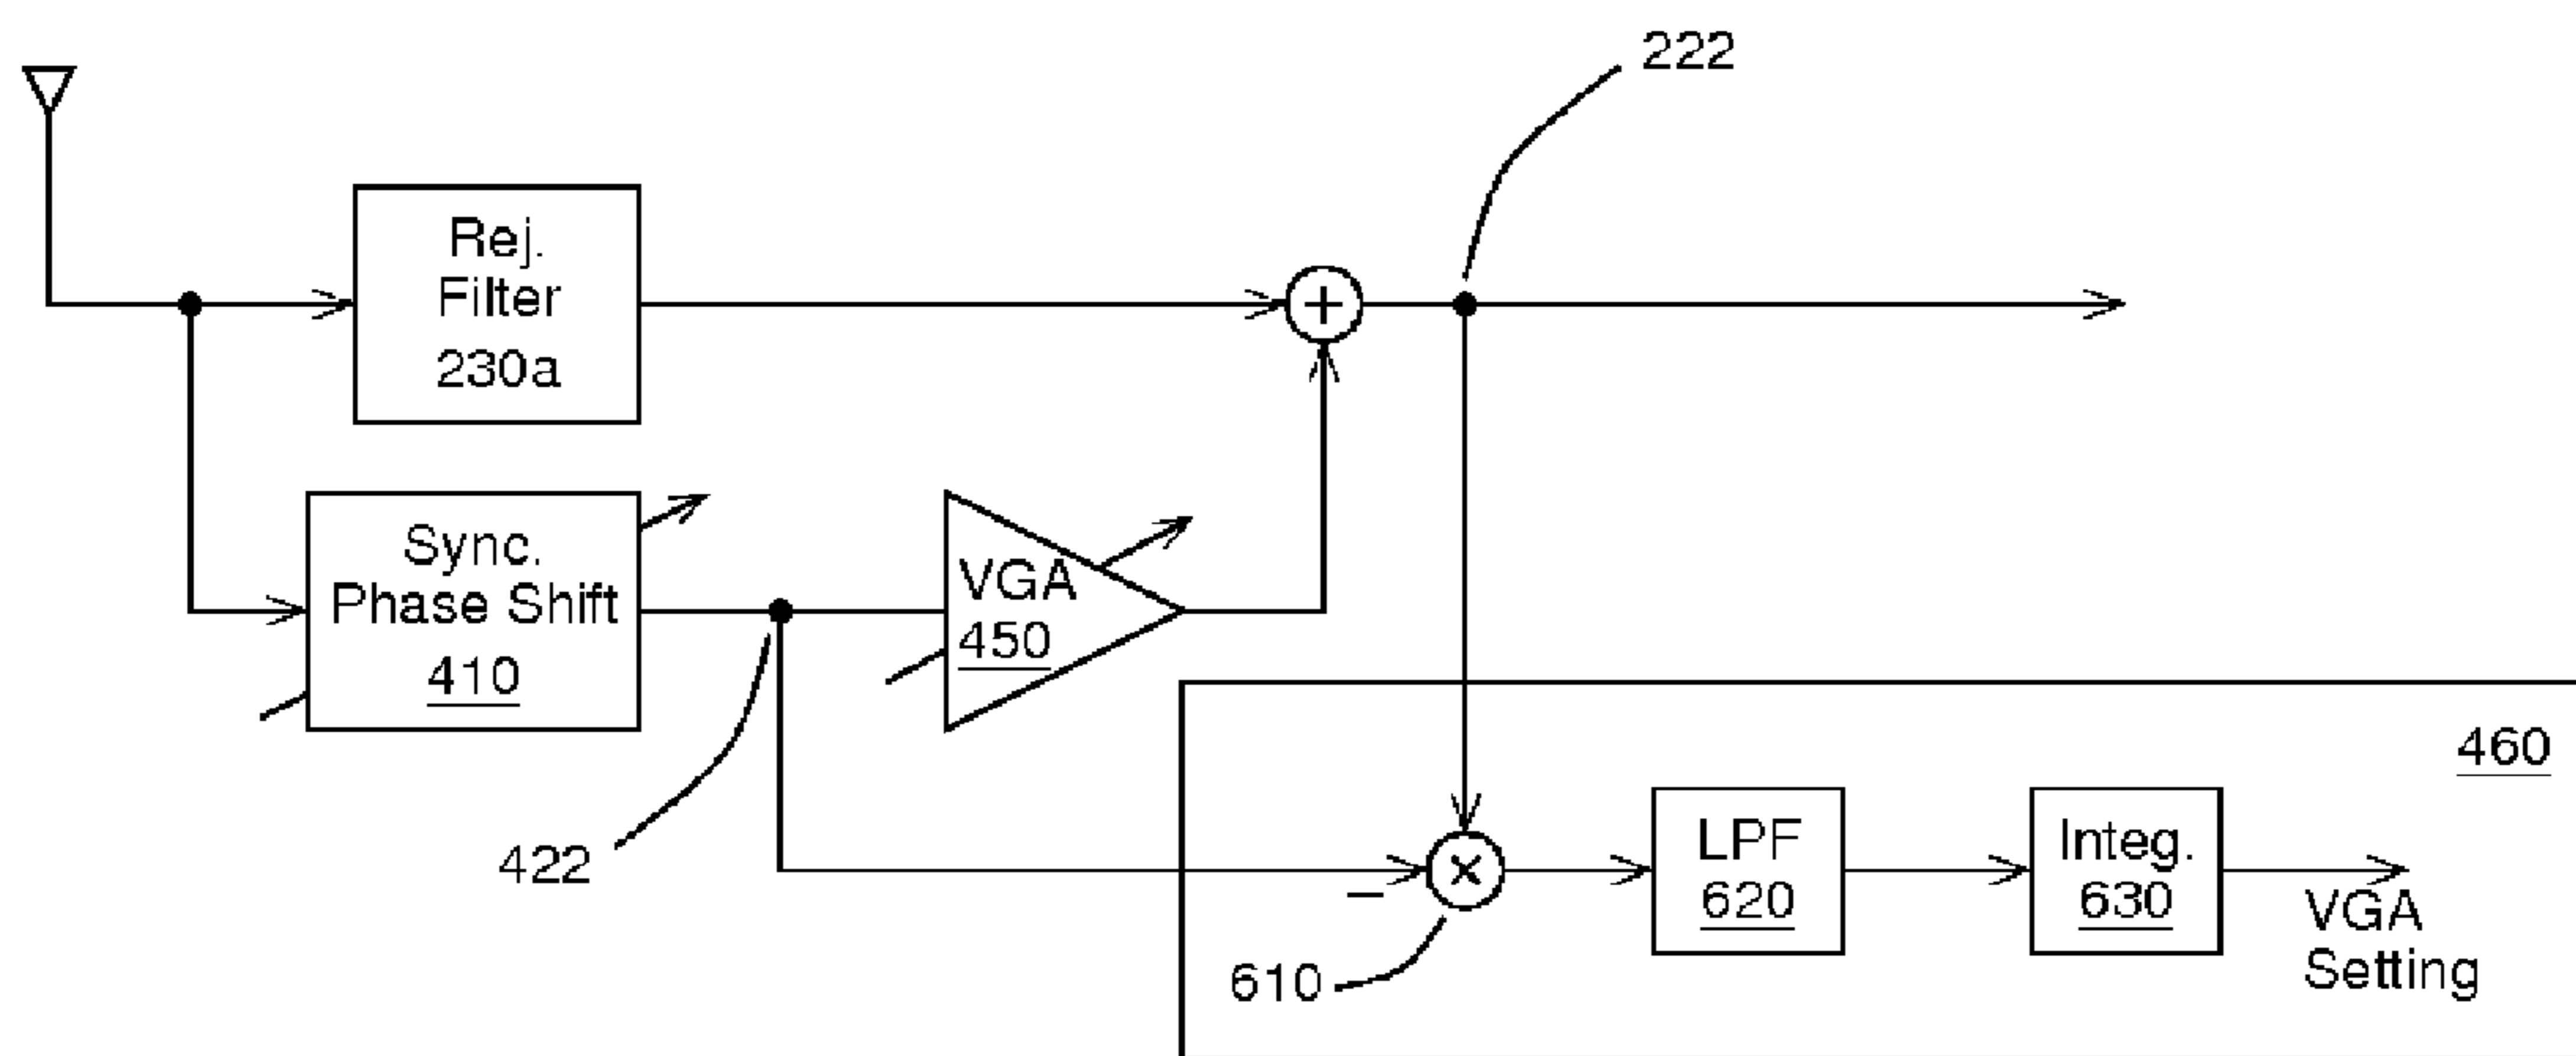 222
Rej.
Filter
230a
+
Sync.
Phase Shift
410
VGA
450
422
460
−
×
610
LPF
620
Integ.
630
VGA
Setting